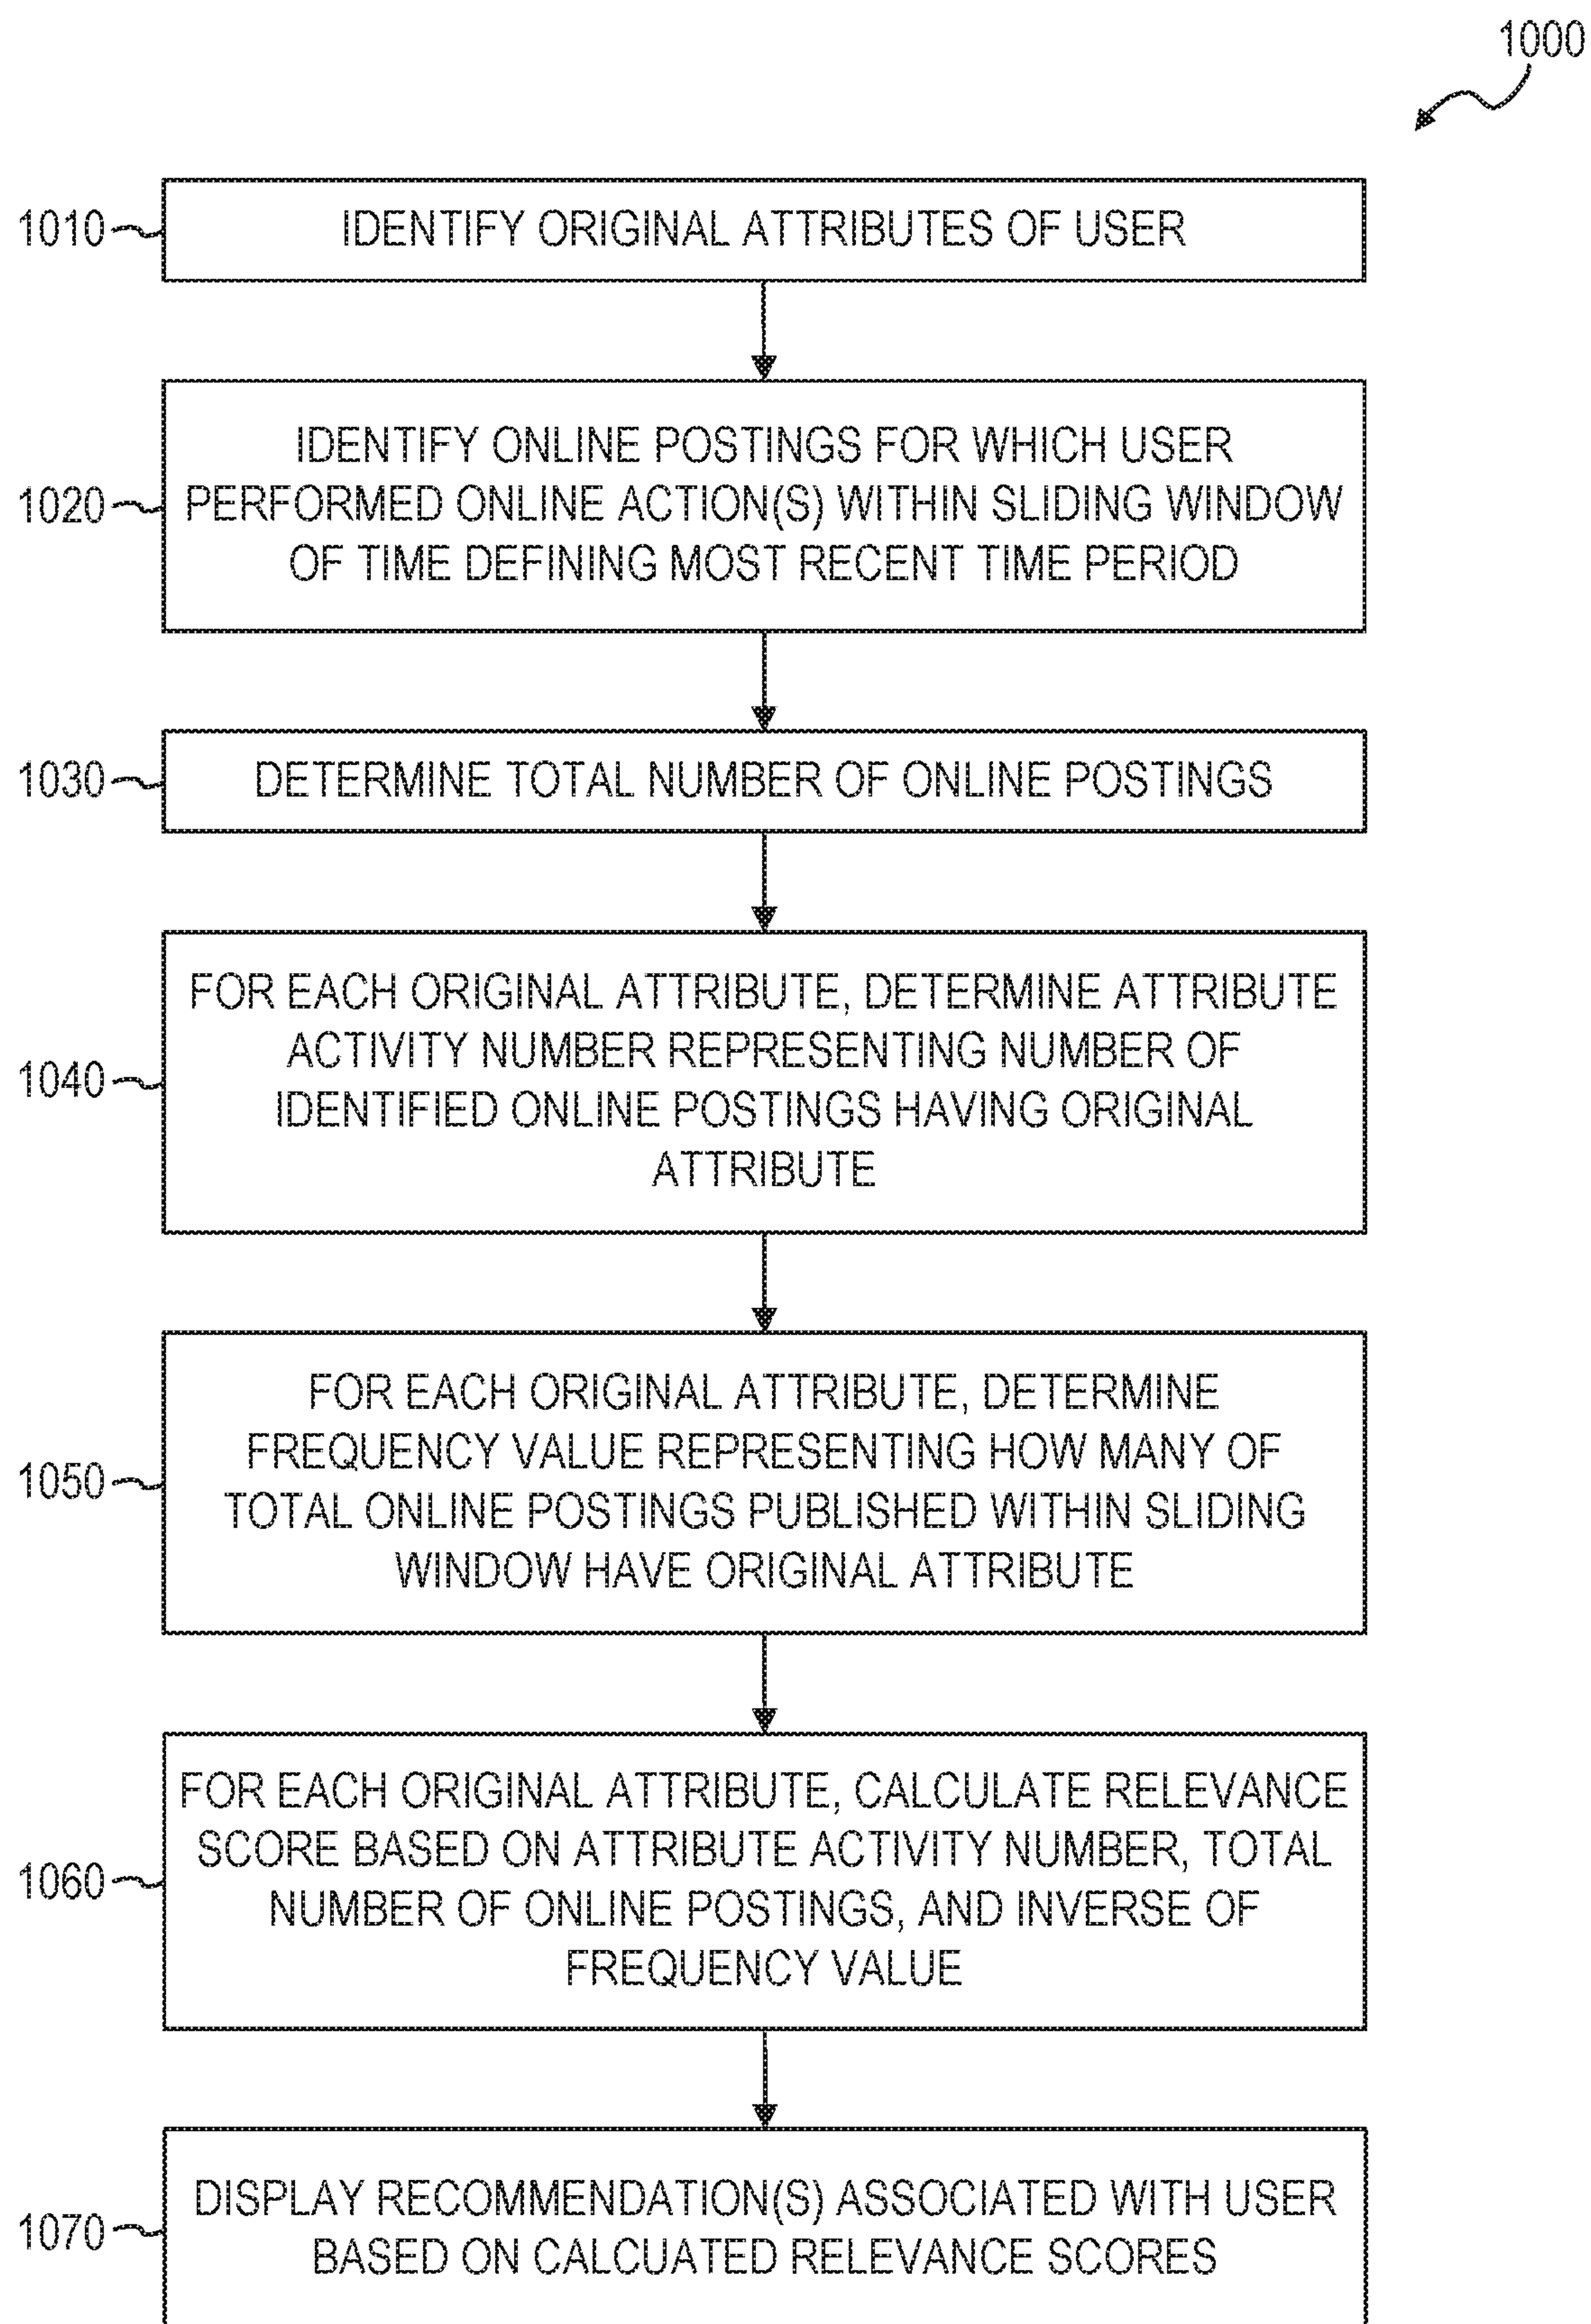 1000
1010
IDENTIFY ORIGINAL ATTRIBUTES OF USER
IDENTIFY ONLINE POSTINGS FOR WHICH USER
1020
PERFORMED ONLINE ACTION(S) WITHIN SLIDING WINDOW
OF TIME DEFINING MOST RECENT TIME PERIOD
1030
DETERMINE TOTAL NUMBER OF ONLINE POSTINGS
FOR EACH ORIGINAL ATTRIBUTE, DETERMINE ATTRIBUTE
ACTIVITY NUMBER REPRESENTING NUMBER OF
1040
IDENTIFIED ONLINE POSTINGS HAVING ORIGINAL
ATTRIBUTE
FOR EACH ORIGINAL ATTRIBUTE, DETERMINE
FREQUENCY VALUE REPRESENTING HOW MANY OF
1050
TOTAL ONLINE POSTINGS PUBLISHED WITHIN SLIDING
WINDOW HAVE ORIGINAL ATTRIBUTE
FOR EACH ORIGINAL ATTRIBUTE, CALCULATE RELEVANCE
SCORE BASED ON ATTRIBUTE ACTIVITY NUMBER, TOTAL
1060
NUMBER OF ONLINE POSTINGS, AND INVERSE OF
FREQUENCY VALUE
DISPLAY RECOMMENDATION(S) ASSOCIATED WITH USER
1070
BASED ON CALCUATED RELEVANCE SCORES